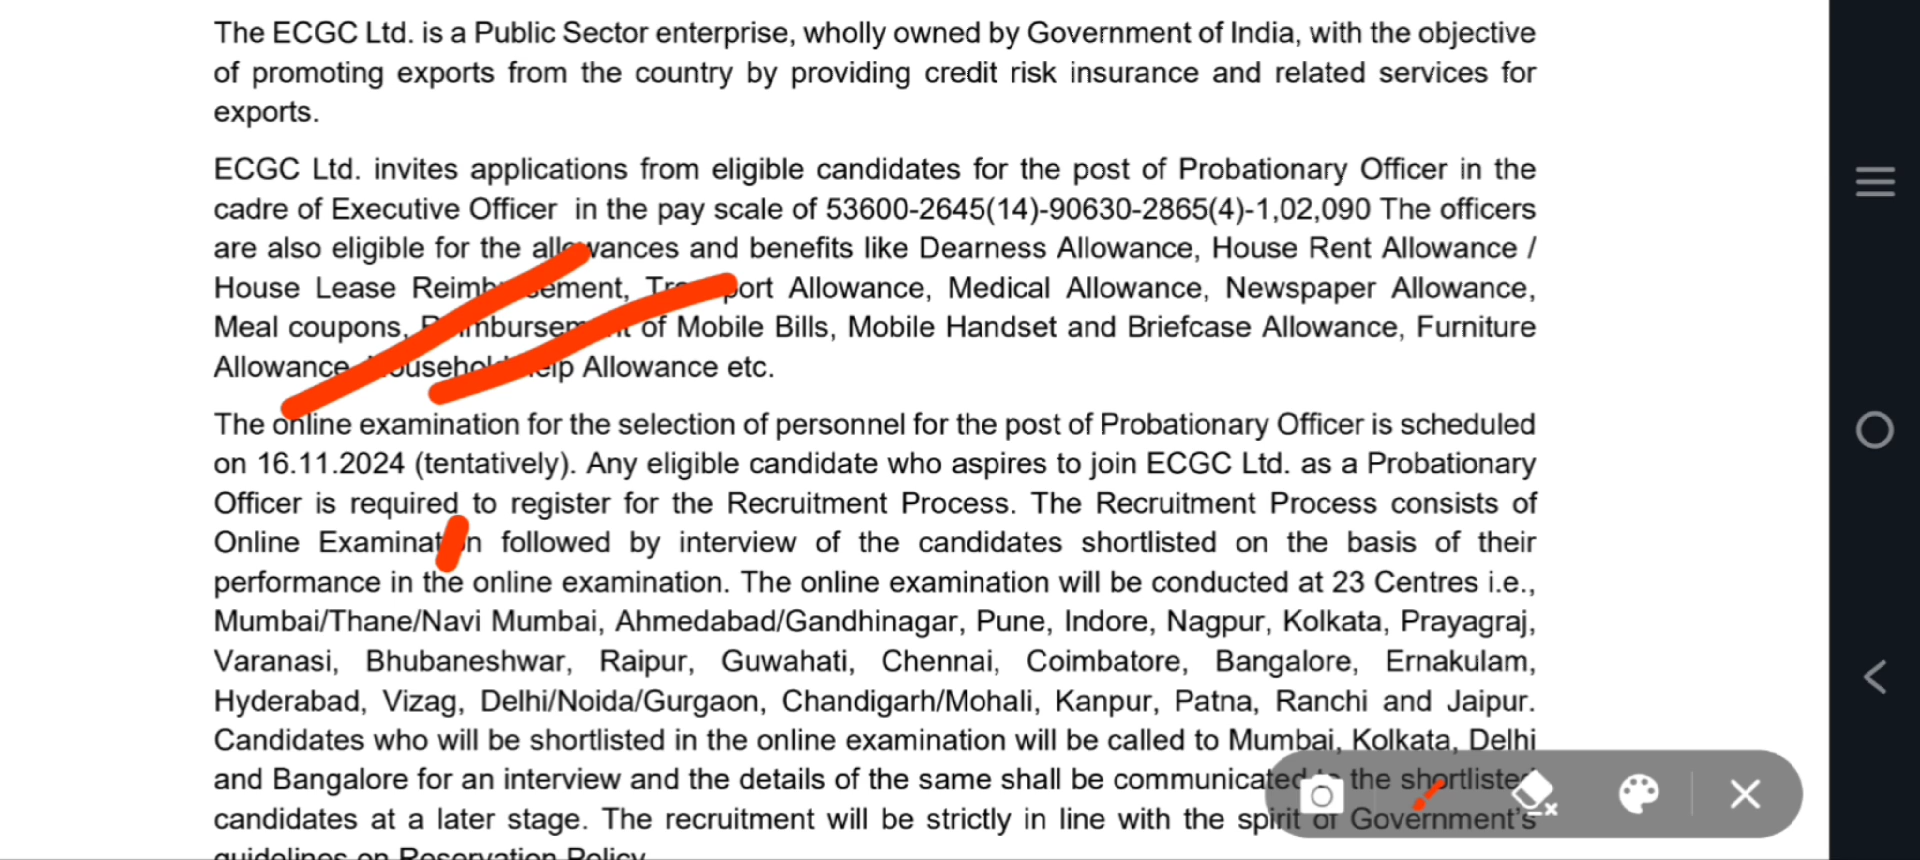 The ECGC Ltd. is a Public Sector enterprise, wholly owned by Government of India, with the objective
of promoting exports from the country by providing credit risk insurance and related services for
exports.
ECGC Ltd. invites applications from eligible candidates for the post of Probationary Officer in the
cadre of Executive Officer in the pay scale of 53600-2645(14)-90630-2865(4)-1,02,090 The officers
are also eligible for the allowances and benefits like Dearness Allowance, House Rent Allowance /
House Lease Reimbursement, Transport Allowance, Medical Allowance, Newspaper Allowance,
Meal coupons, Reimbursement of Mobile Bills, Mobile Handset and Briefcase Allowance, Furniture
Allowance, Household Help Allowance etc.
The online examination for the selection of personnel for the post of Probationary Officer is scheduled
on 16.11.2024 (tentatively). Any eligible candidate who aspires to join ECGC Ltd. as a Probationary
Officer is required to register for the Recruitment Process. The Recruitment Process consists of
Online Examination followed by interview of the candidates shortlisted on the basis of their
performance in the online examination. The online examination will be conducted at 23 Centres i.e.,
Mumbai/Thane/Navi Mumbai, Ahmedabad/Gandhinagar, Pune, Indore, Nagpur, Kolkata, Prayagraj,
Varanasi, Bhubaneshwar, Raipur, Guwahati, Chennai, Coimbatore, Bangalore, Ernakulam,
Hyderabad, Vizag, Delhi/Noida/Gurgaon, Chandigarh/Mohali, Kanpur, Patna, Ranchi and Jaipur.
Candidates who will be shortlisted in the online examination will be called to Mumbai, Kolkata, Delhi
and Bangalore for an interview and the details of the same shall be communicated to the shortlisted
candidates at a later stage. The recruitment will be strictly in line with the spirit of Government's
guidelines on Reservation Policy.